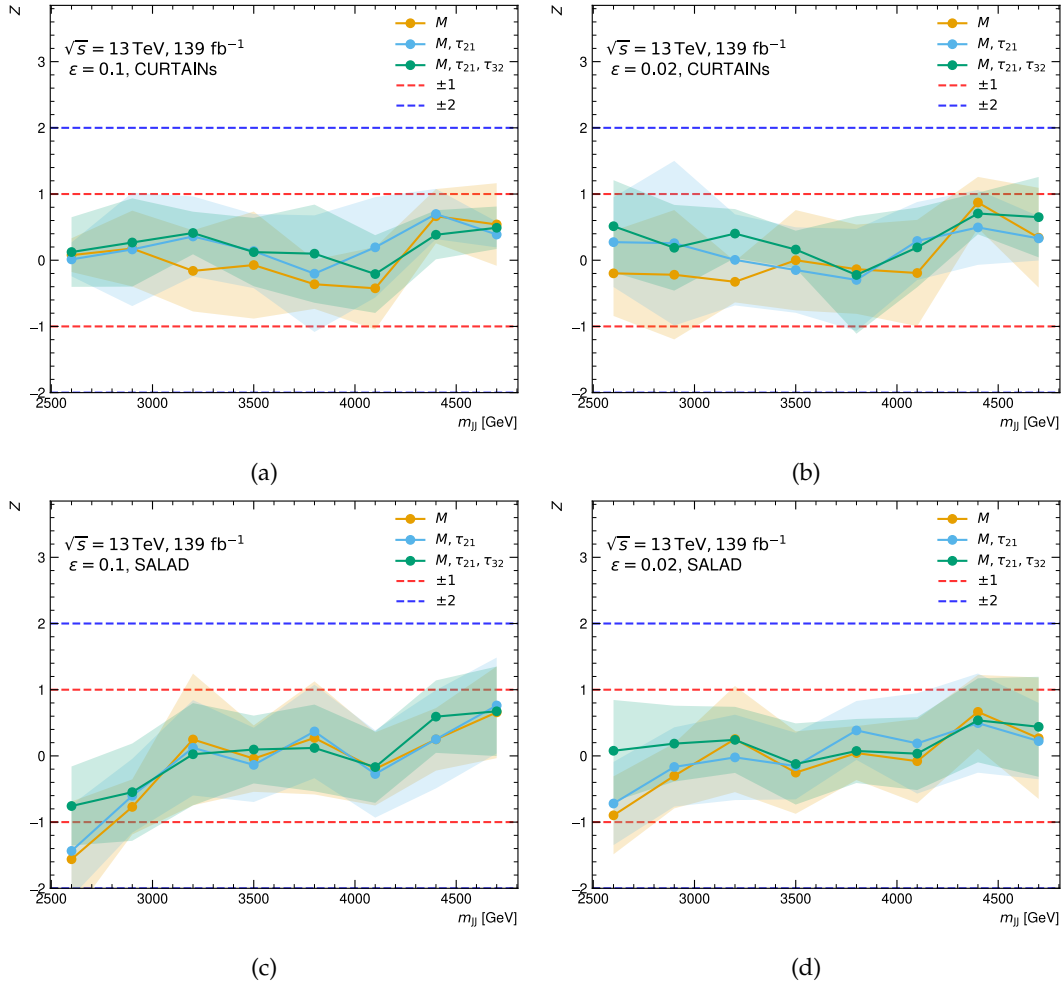 Z
√s = 13 TeV, 139 fb⁻¹
ε = 0.1, CURTAINs
M
M, τ₂₁
M, τ₂₁, τ₃₂
±1
±2
3
2
1
0
−1
−2
2500 3000 3500 4000 4500
m_JJ [GeV]
(a)
Z
√s = 13 TeV, 139 fb⁻¹
ε = 0.02, CURTAINs
M
M, τ₂₁
M, τ₂₁, τ₃₂
±1
±2
3
2
1
0
−1
−2
2500 3000 3500 4000 4500
m_JJ [GeV]
(b)
Z
√s = 13 TeV, 139 fb⁻¹
ε = 0.1, SALAD
M
M, τ₂₁
M, τ₂₁, τ₃₂
±1
±2
3
2
1
0
−1
−2
2500 3000 3500 4000 4500
m_JJ [GeV]
(c)
Z
√s = 13 TeV, 139 fb⁻¹
ε = 0.02, SALAD
M
M, τ₂₁
M, τ₂₁, τ₃₂
±1
±2
3
2
1
0
−1
−2
2500 3000 3500 4000 4500
m_JJ [GeV]
(d)